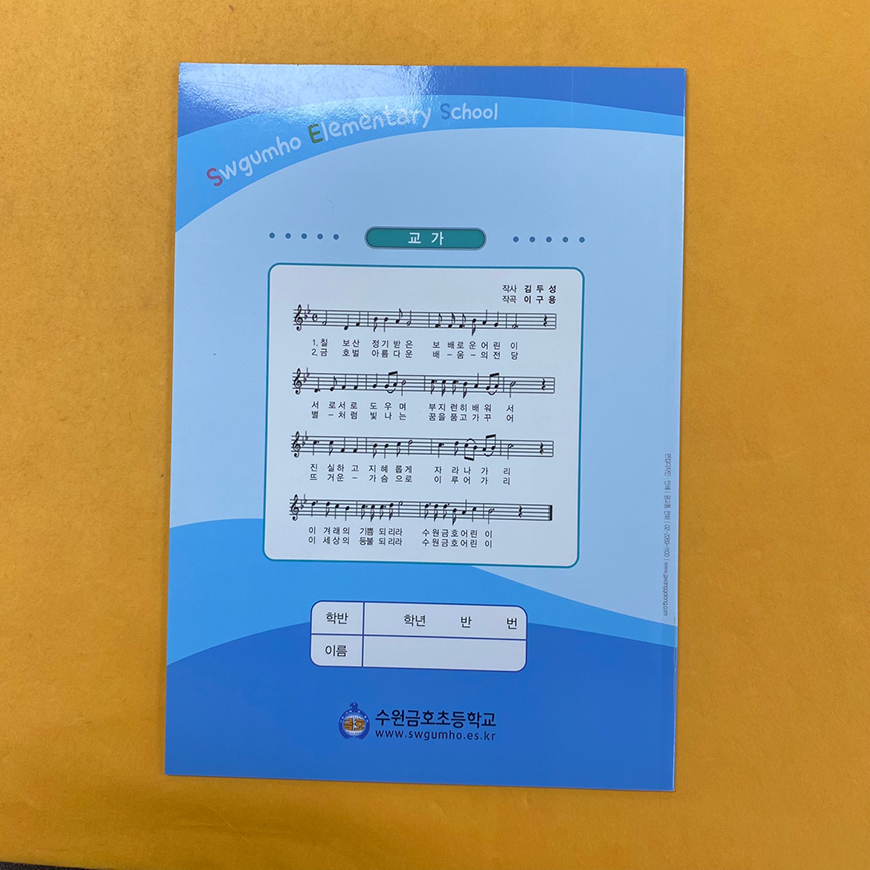 Swgumho Elementary School
교 가
작사 김 두 성
작곡 이 구 용
1.칠 보산 정기받은 보 배로운어린 이
2.금 호벌 아름다운 배 - 움 - 의전 당
서 로서로 도우며 부지런히배워 서
별 - 처럼 빛나는 꿈을품고가꾸 어
진 실하고 지혜롭게 자 라나 가 리
뜨 거운 - 가슴으로 이 루어 가 리
이 겨레의 기쁨되리라 수원금호어린 이
이 세상의 등불되리라 수원금호어린 이
학반 학년 반 번
이름
금호
수원금호초등학교
www.swgumho.es.kr